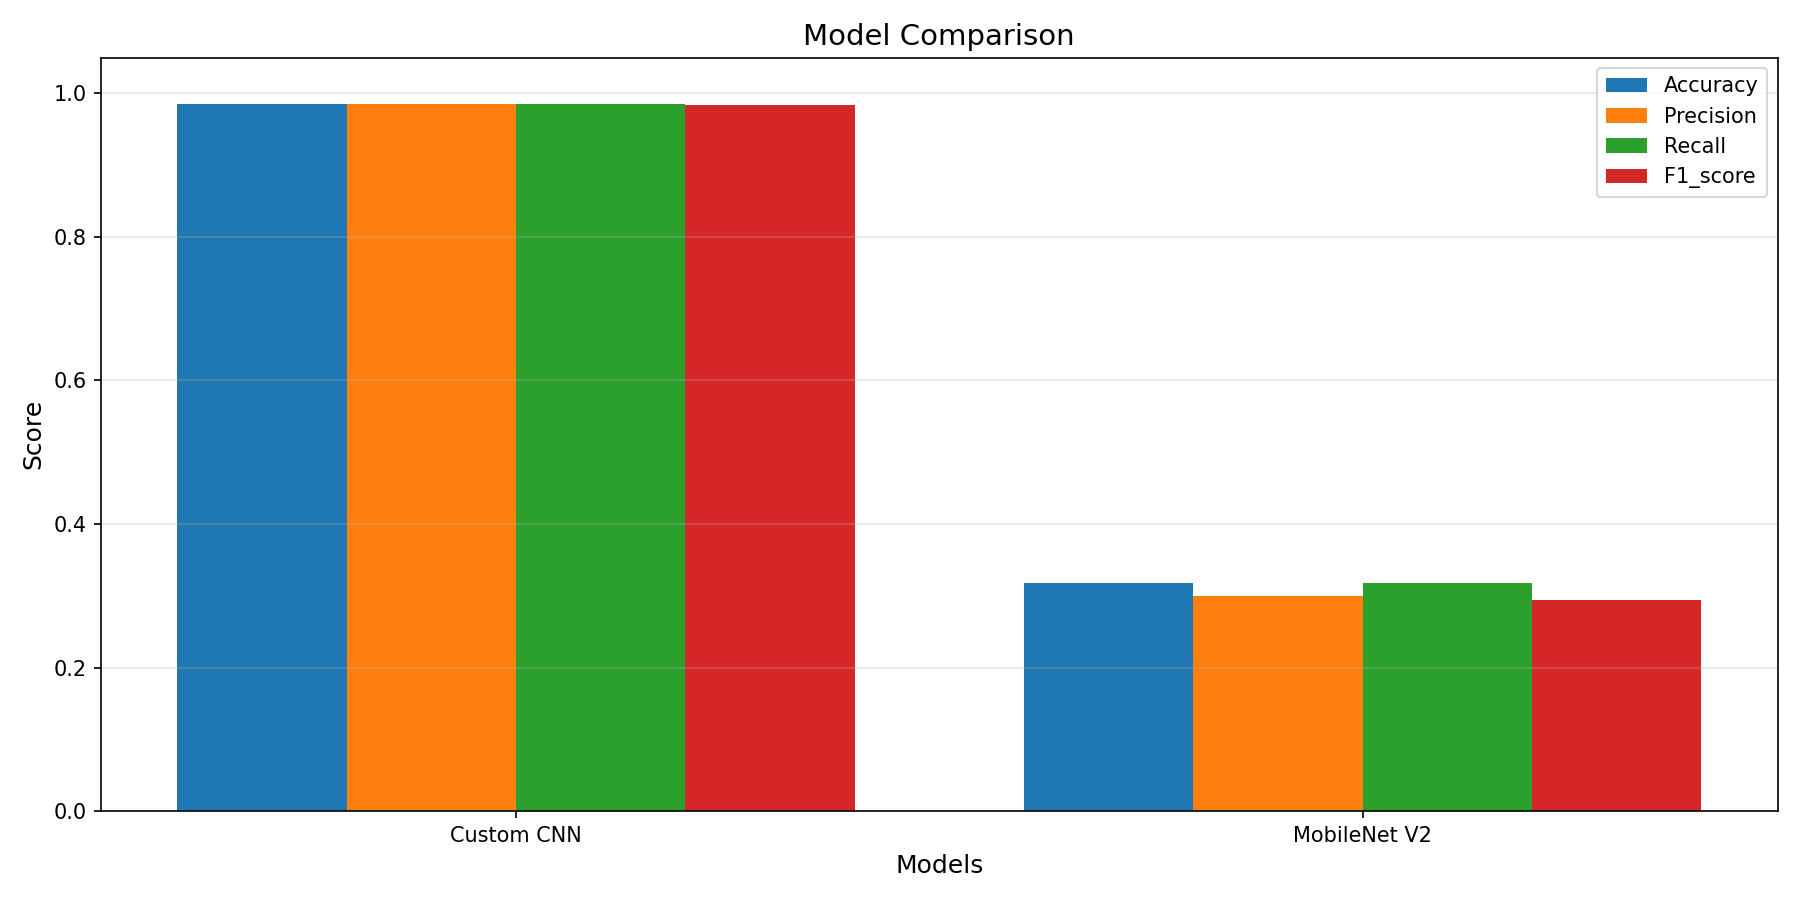 Model Comparison
Accuracy
Precision
Recall
F1_score
1.0
0.8
0.6
0.4
0.2
0.0
Score
Custom CNN
MobileNet V2
Models